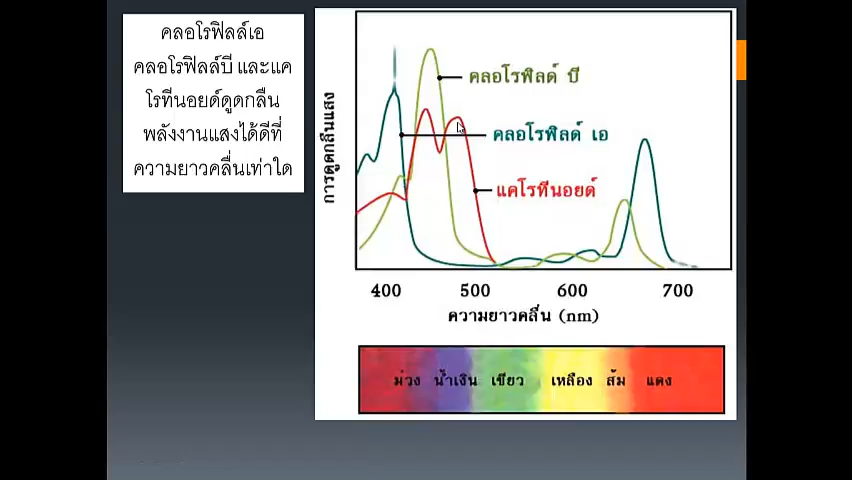 คลอโรฟิลล์เอ
คลอโรฟิลล์บี และแค
โรทีนอยด์ดูดกลืน
พลังงานแสงได้ดีที่
ความยาวคลื่นเท่าใด
การดูดกลืนแสง
คลอโรฟิลด์ บี
คลอโรฟิลด์ เอ
แคโรทีนอยด์
400 500 600 700
ความยาวคลื่น (nm)
ม่วง น้ำเงิน เขียว เหลือง ส้ม แดง